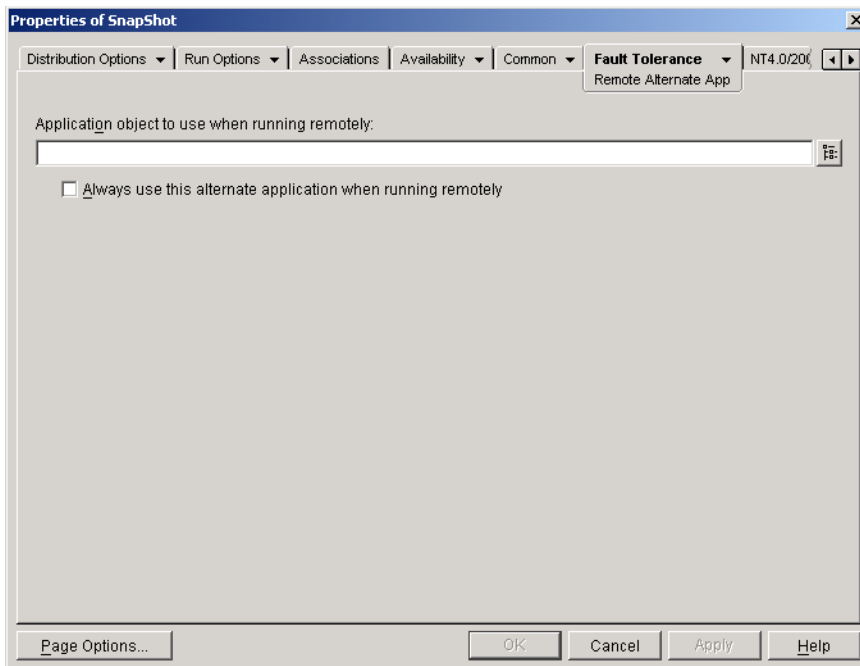 Properties of SnapShot
Distribution Options Run Options Associations Availability Common Fault Tolerance NT4.0/200
Remote Alternate App
Application object to use when running remotely:
Always use this alternate application when running remotely
Page Options... OK Cancel Apply Help